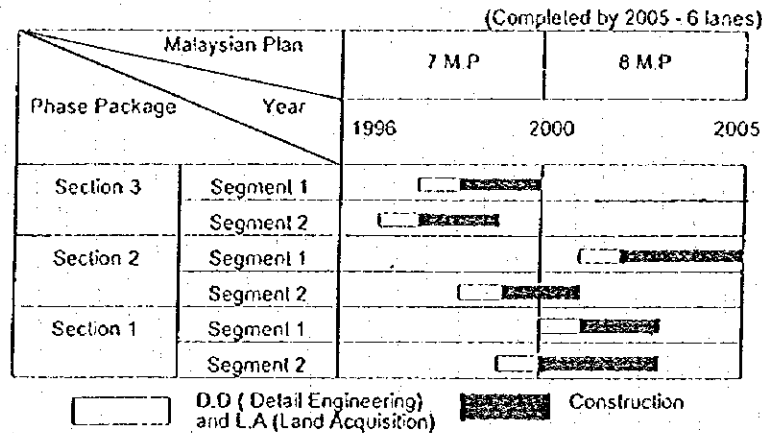 (Completed by 2005 - 6 lanes)
Malaysian Plan
7 M.P
8 M.P
Phase Package
Year
1996
2000
2005
Section 3
Segment 1
Segment 2
Section 2
Segment 1
Segment 2
Section 1
Segment 1
Segment 2
D.D ( Detail Engineering)
and L.A (Land Acquisition)
Construction